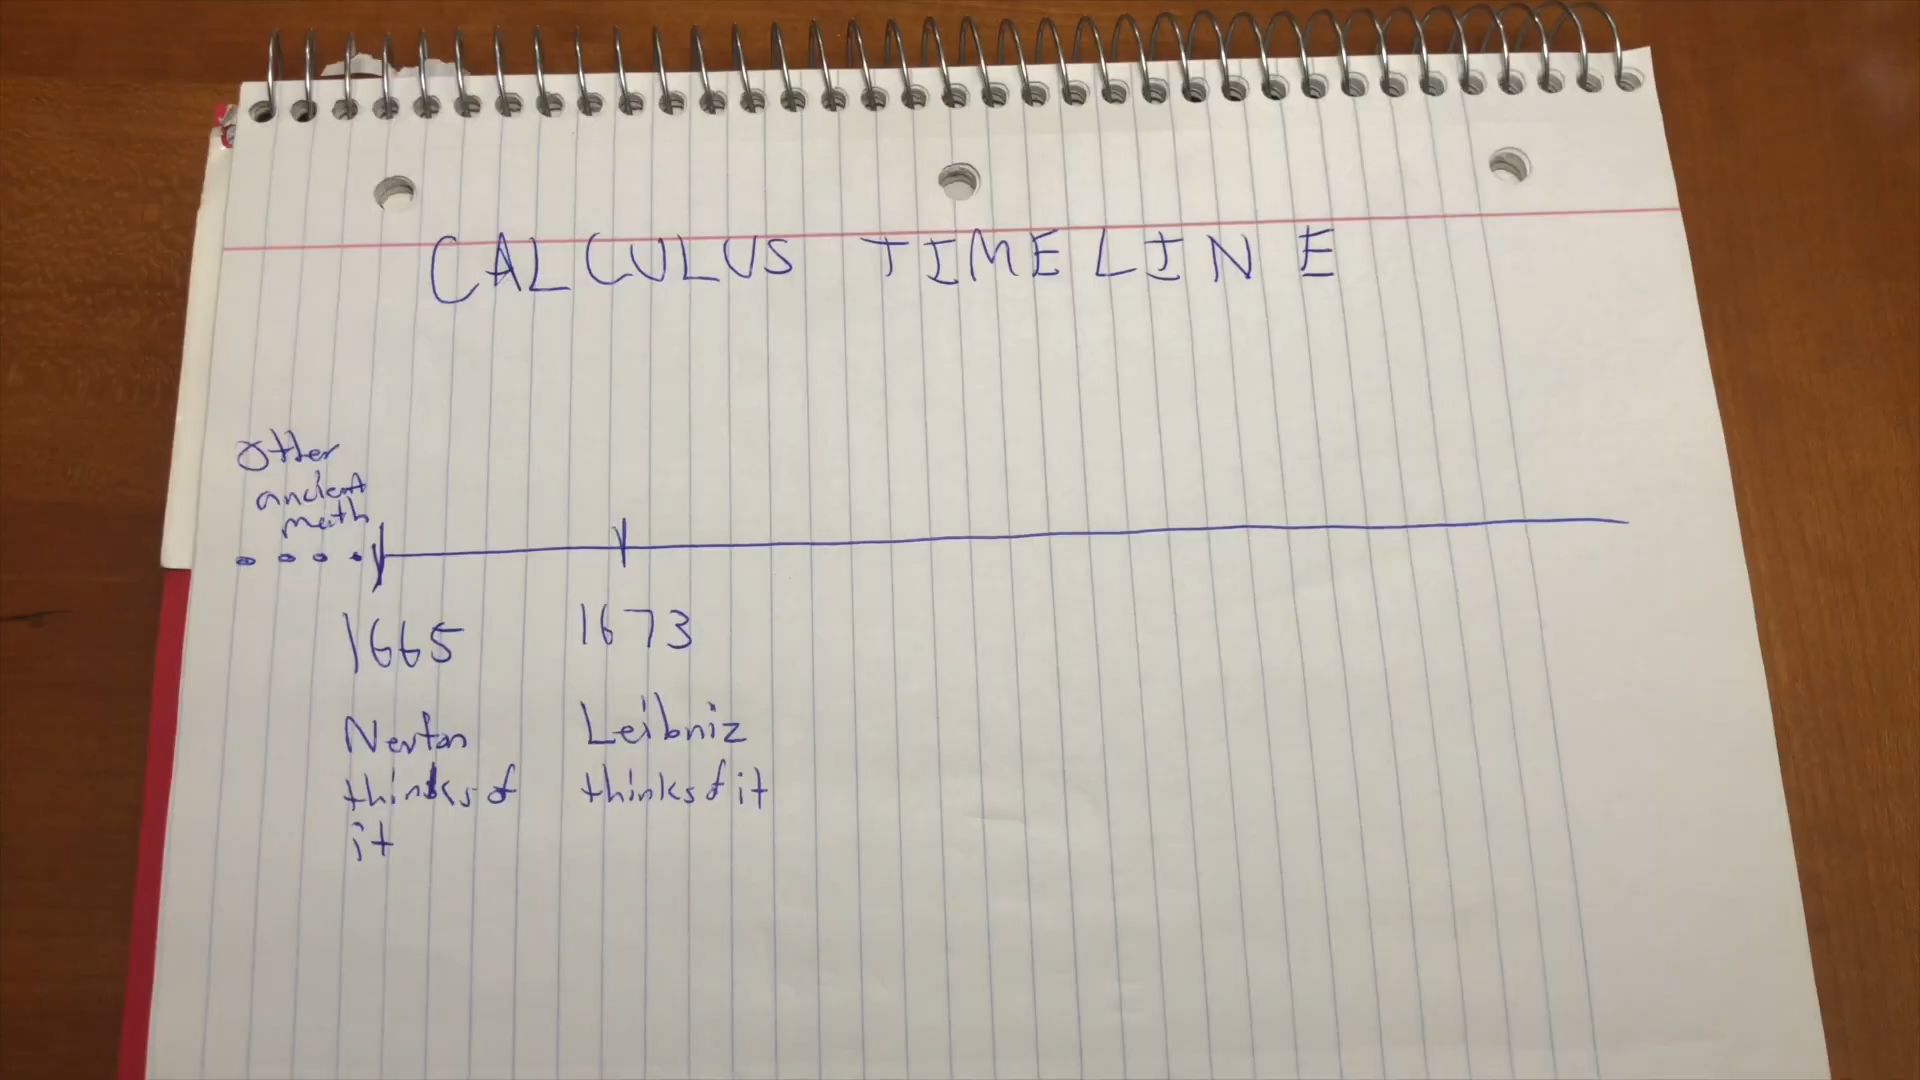 CALCULUS TIMELINE
Other
ancient
math
1665
1673
Newton
thinks of
it
Leibniz
thinks of it